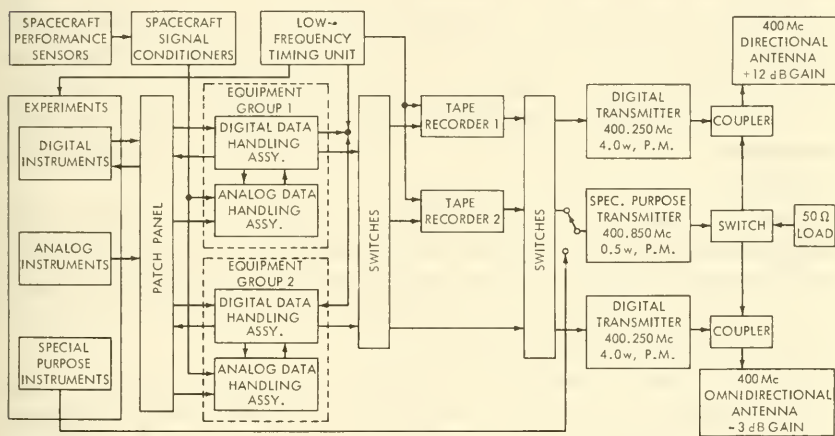 SPACECRAFT
PERFORMANCE
SENSORS
SPACECRAFT
SIGNAL
CONDITIONERS
LOW-
FREQUENCY
TIMING UNIT
400 Mc
DIRECTIONAL
ANTENNA
+12 dB GAIN
EXPERIMENTS
DIGITAL
INSTRUMENTS
ANALOG
INSTRUMENTS
SPECIAL
PURPOSE
INSTRUMENTS
PATCH PANEL
EQUIPMENT
GROUP 1
DIGITAL DATA
HANDLING
ASSY.
ANALOG DATA
HANDLING
ASSY.
EQUIPMENT
GROUP 2
DIGITAL DATA
HANDLING
ASSY.
ANALOG DATA
HANDLING
ASSY.
SWITCHES
TAPE
RECORDER 1
TAPE
RECORDER 2
SWITCHES
DIGITAL
TRANSMITTER
400.250 Mc
4.0w, P.M.
SPEC. PURPOSE
TRANSMITTER
400.850 Mc
0.5w, P.M.
DIGITAL
TRANSMITTER
400.250 Mc
4.0w, P.M.
COUPLER
SWITCH
50 Ω
LOAD
COUPLER
400 Mc
OMNIDIRECTIONAL
ANTENNA
-3 dB GAIN